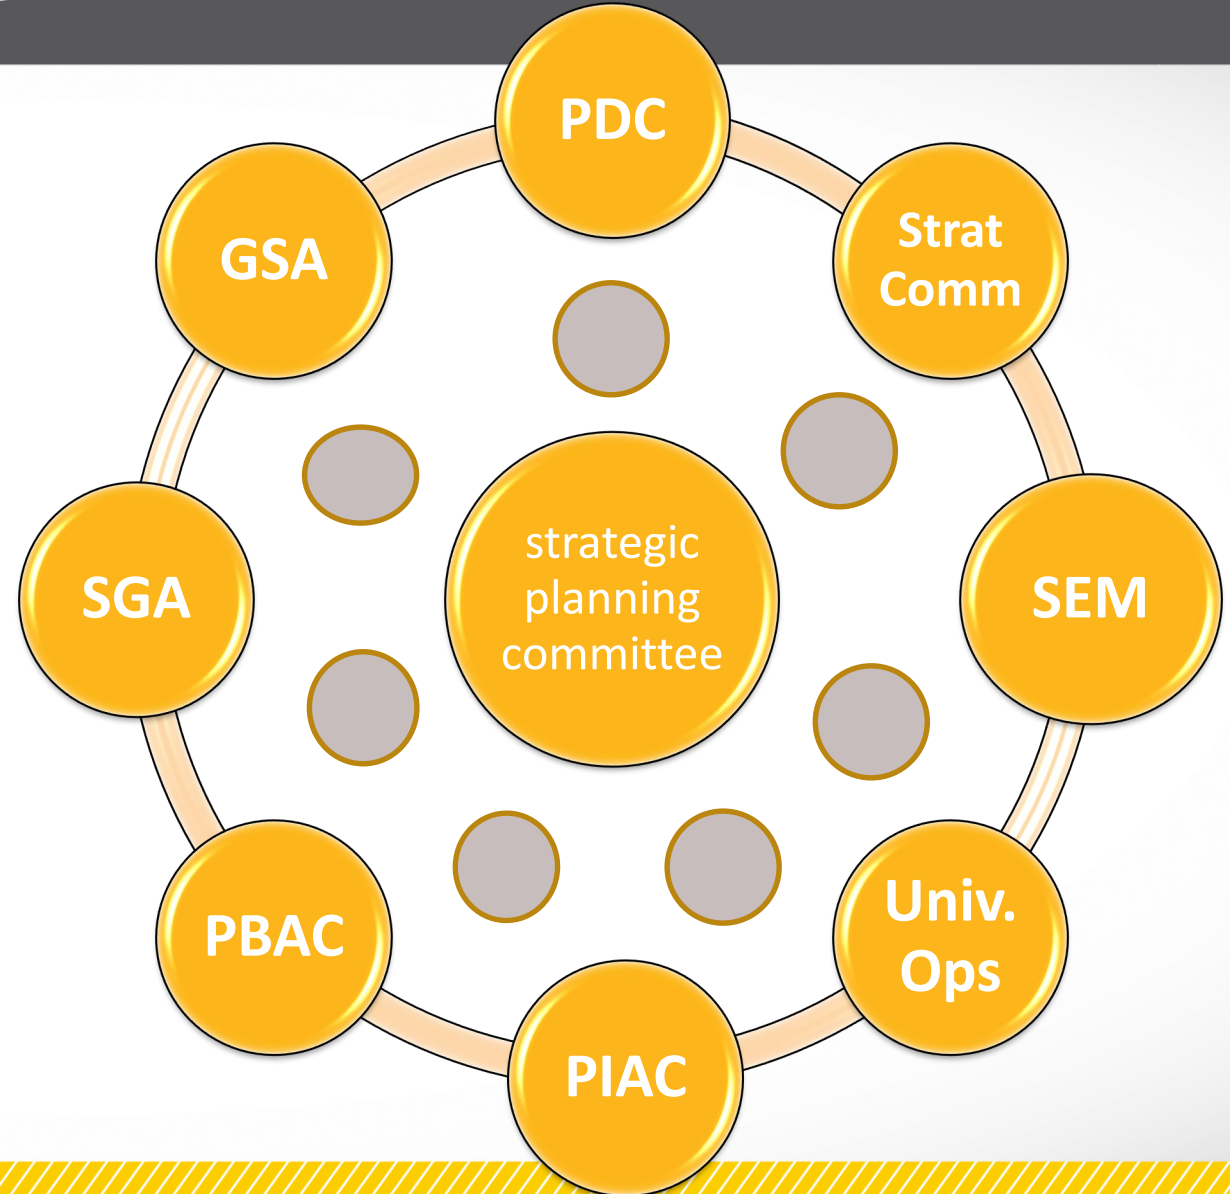 PDC
Strat
Comm
GSA
strategic
planning
committee
SGA
SEM
PBAC
Univ.
Ops
PIAC